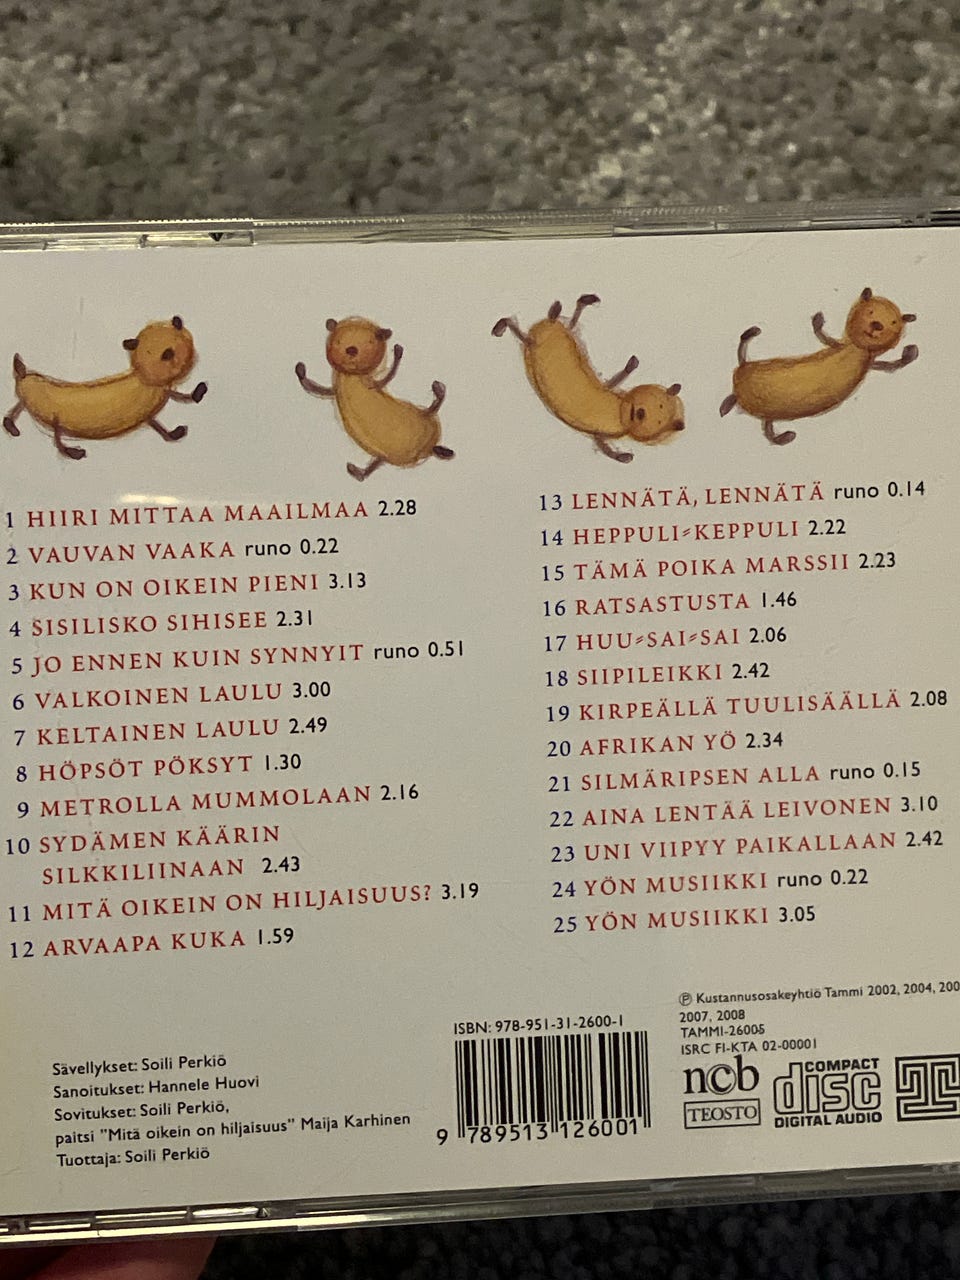 1 HIIRI MITTAA MAAILMAA 2.28
2 VAUVAN VAAKA runo 0.22
3 KUN ON OIKEIN PIENI 3.13
4 SISILISKO SIHISEE 2.31
5 JO ENNEN KUIN SYNNYIT runo 0.51
6 VALKOINEN LAULU 3.00
7 KELTAINEN LAULU 2.49
8 HÖPSÖT PÖKSYT 1.30
9 METROLLA MUMMOLAAN 2.16
10 SYDÄMEN KÄÄRIN
SILKKILIINAAN 2.43
11 MITÄ OIKEIN ON HILJAISUUS? 3.19
12 ARVAAPA KUKA 1.59
13 LENNÄTÄ, LENNÄTÄ runo 0.14
14 HEPPULI-KEPPULI 2.22
15 TÄMÄ POIKA MARSSII 2.23
16 RATSASTUSTA 1.46
17 HUU-SAI-SAI 2.06
18 SIIPILEIKKI 2.42
19 KIRPEÄLLÄ TUULISÄÄLLÄ 2.08
20 AFRIKAN YÖ 2.34
21 SILMÄRIPSEN ALLA runo 0.15
22 AINA LENTÄÄ LEIVONEN 3.10
23 UNI VIIPYY PAIKALLAAN 2.42
24 YÖN MUSIIKKI runo 0.22
25 YÖN MUSIIKKI 3.05
Sävellykset: Soili Perkiö
Sanoitukset: Hannele Huovi
Sovitukset: Soili Perkiö,
paitsi "Mitä oikein on hiljaisuus" Maija Karhinen
Tuottaja: Soili Perkiö
ISBN: 978-951-31-2600-1
9 789513 126001
℗ Kustannusosakeyhtiö Tammi 2002, 2004,
2007, 2008
TAMMI-26005
ISRC FI-KTA 02-00001
ncb
TEOSTO
COMPACT
disc
DIGITAL AUDIO